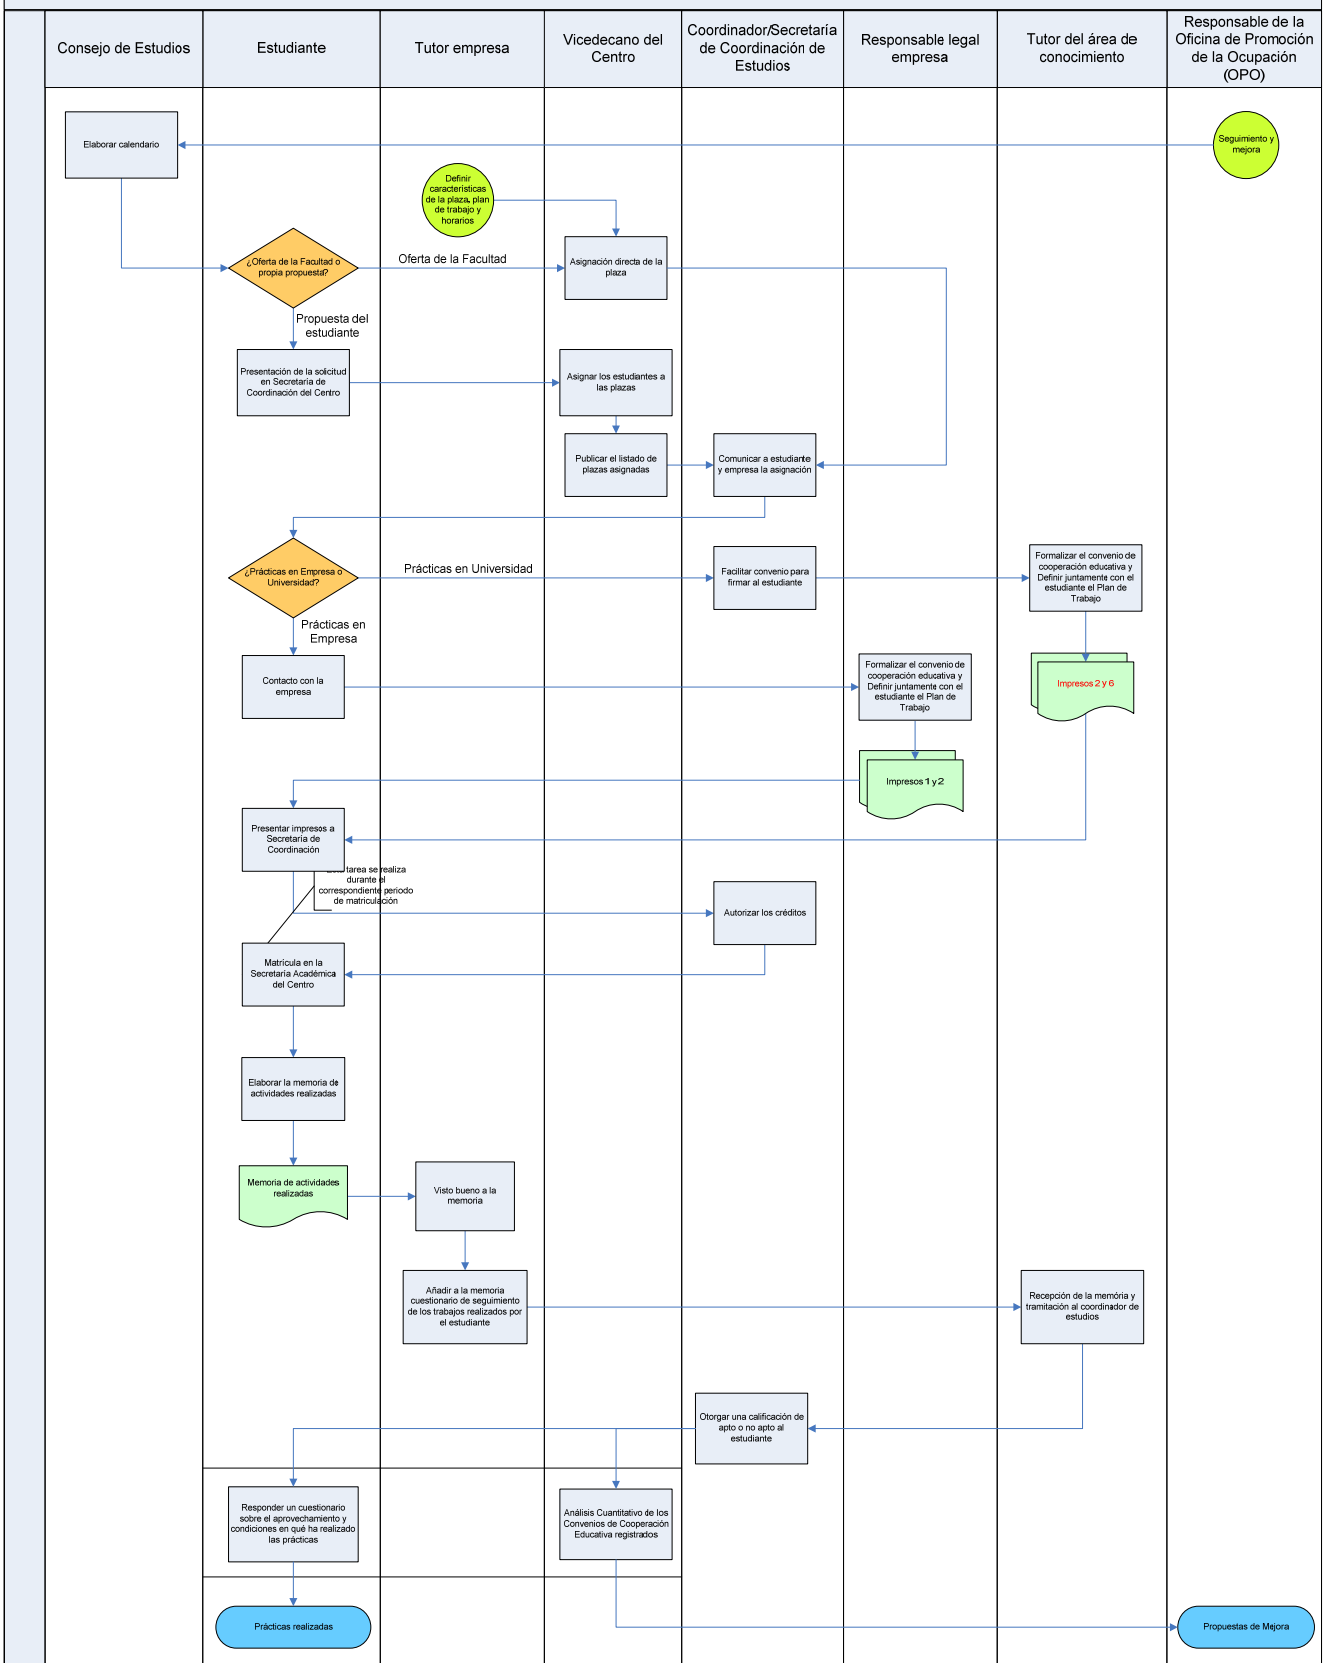 Consejo de Estudios
Estudiante
Tutor empresa
Vicedecano del
Centro
Coordinador/Secretaría
de Coordinación de
Estudios
Responsable legal
empresa
Tutor del área de
conocimiento
Responsable de la
Oficina de Promoción
de la Ocupación
(OPO)
Elaborar calendario
Seguimiento y
mejora
Definir
características
de la plaza, plan
de trabajo y
horarios
¿Oferta de la Facultad o
propia propuesta?
Oferta de la Facultad
Asignación directa de la
plaza
Propuesta del
estudiante
Presentación de la solicitud
en Secretaría de
Coordinación del Centro
Asignar los estudiantes a
las plazas
Publicar el listado de
plazas asignadas
Comunicar a estudiante
y empresa la asignación
¿Prácticas en Empresa o
Universidad?
Prácticas en Universidad
Facilitar convenio para
firmar al estudiante
Formalizar el convenio de
cooperación educativa y
Definir juntamente con el
estudiante el Plan de
Trabajo
Prácticas en
Empresa
Contacto con la
empresa
Formalizar el convenio de
cooperación educativa y
Definir juntamente con el
estudiante el Plan de
Trabajo
Impresos 2 y 6
Impresos 1 y 2
Presentar impresos a
Secretaría de
Coordinación
tarea se realiza
durante el
correspondiente periodo
de matriculación
Autorizar los créditos
Matrícula en la
Secretaría Académica
del Centro
Elaborar la memoria de
actividades realizadas
Memoria de actividades
realizadas
Visto bueno a la
memoria
Añadir a la memoria
cuestionario de seguimiento
de los trabajos realizados por
el estudiante
Recepción de la memória y
tramitación al coordinador de
estudios
Otorgar una calificación de
apto o no apto al
estudiante
Responder un cuestionario
sobre el aprovechamiento y
condiciones en qué ha realizado
las prácticas
Análisis Cuantitativo de los
Convenios de Cooperación
Educativa registrados
Prácticas realizadas
Propuestas de Mejora